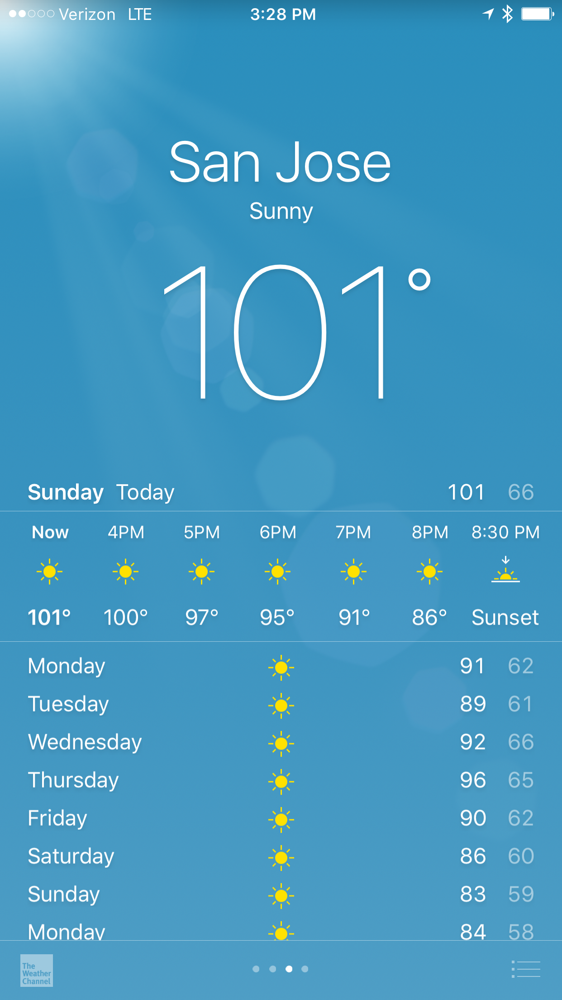 Verizon LTE 3:28 PM
San Jose
Sunny
101°
Sunday Today 101 66
Now 4PM 5PM 6PM 7PM 8PM 8:30 PM
101° 100° 97° 95° 91° 86° Sunset
Monday 91 62
Tuesday 89 61
Wednesday 92 66
Thursday 96 65
Friday 90 62
Saturday 86 60
Sunday 83 59
Monday 84 58
The
Weather
Channel